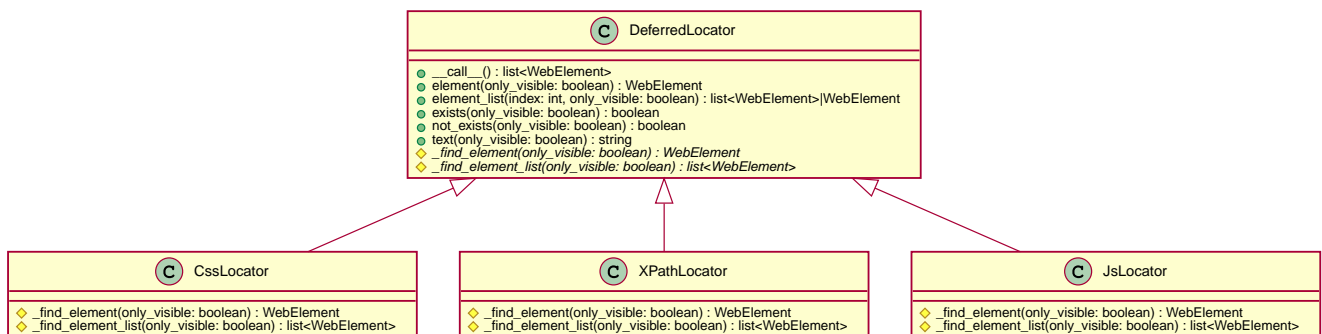 C DeferredLocator
__call__() : list<WebElement>
element(only_visible: boolean) : WebElement
element_list(index: int, only_visible: boolean) : list<WebElement>|WebElement
exists(only_visible: boolean) : boolean
not_exists(only_visible: boolean) : boolean
text(only_visible: boolean) : string
_find_element(only_visible: boolean) : WebElement
_find_element_list(only_visible: boolean) : list<WebElement>
C CssLocator
_find_element(only_visible: boolean) : WebElement
_find_element_list(only_visible: boolean) : list<WebElement>
C XPathLocator
_find_element(only_visible: boolean) : WebElement
_find_element_list(only_visible: boolean) : list<WebElement>
C JsLocator
_find_element(only_visible: boolean) : WebElement
_find_element_list(only_visible: boolean) : list<WebElement>